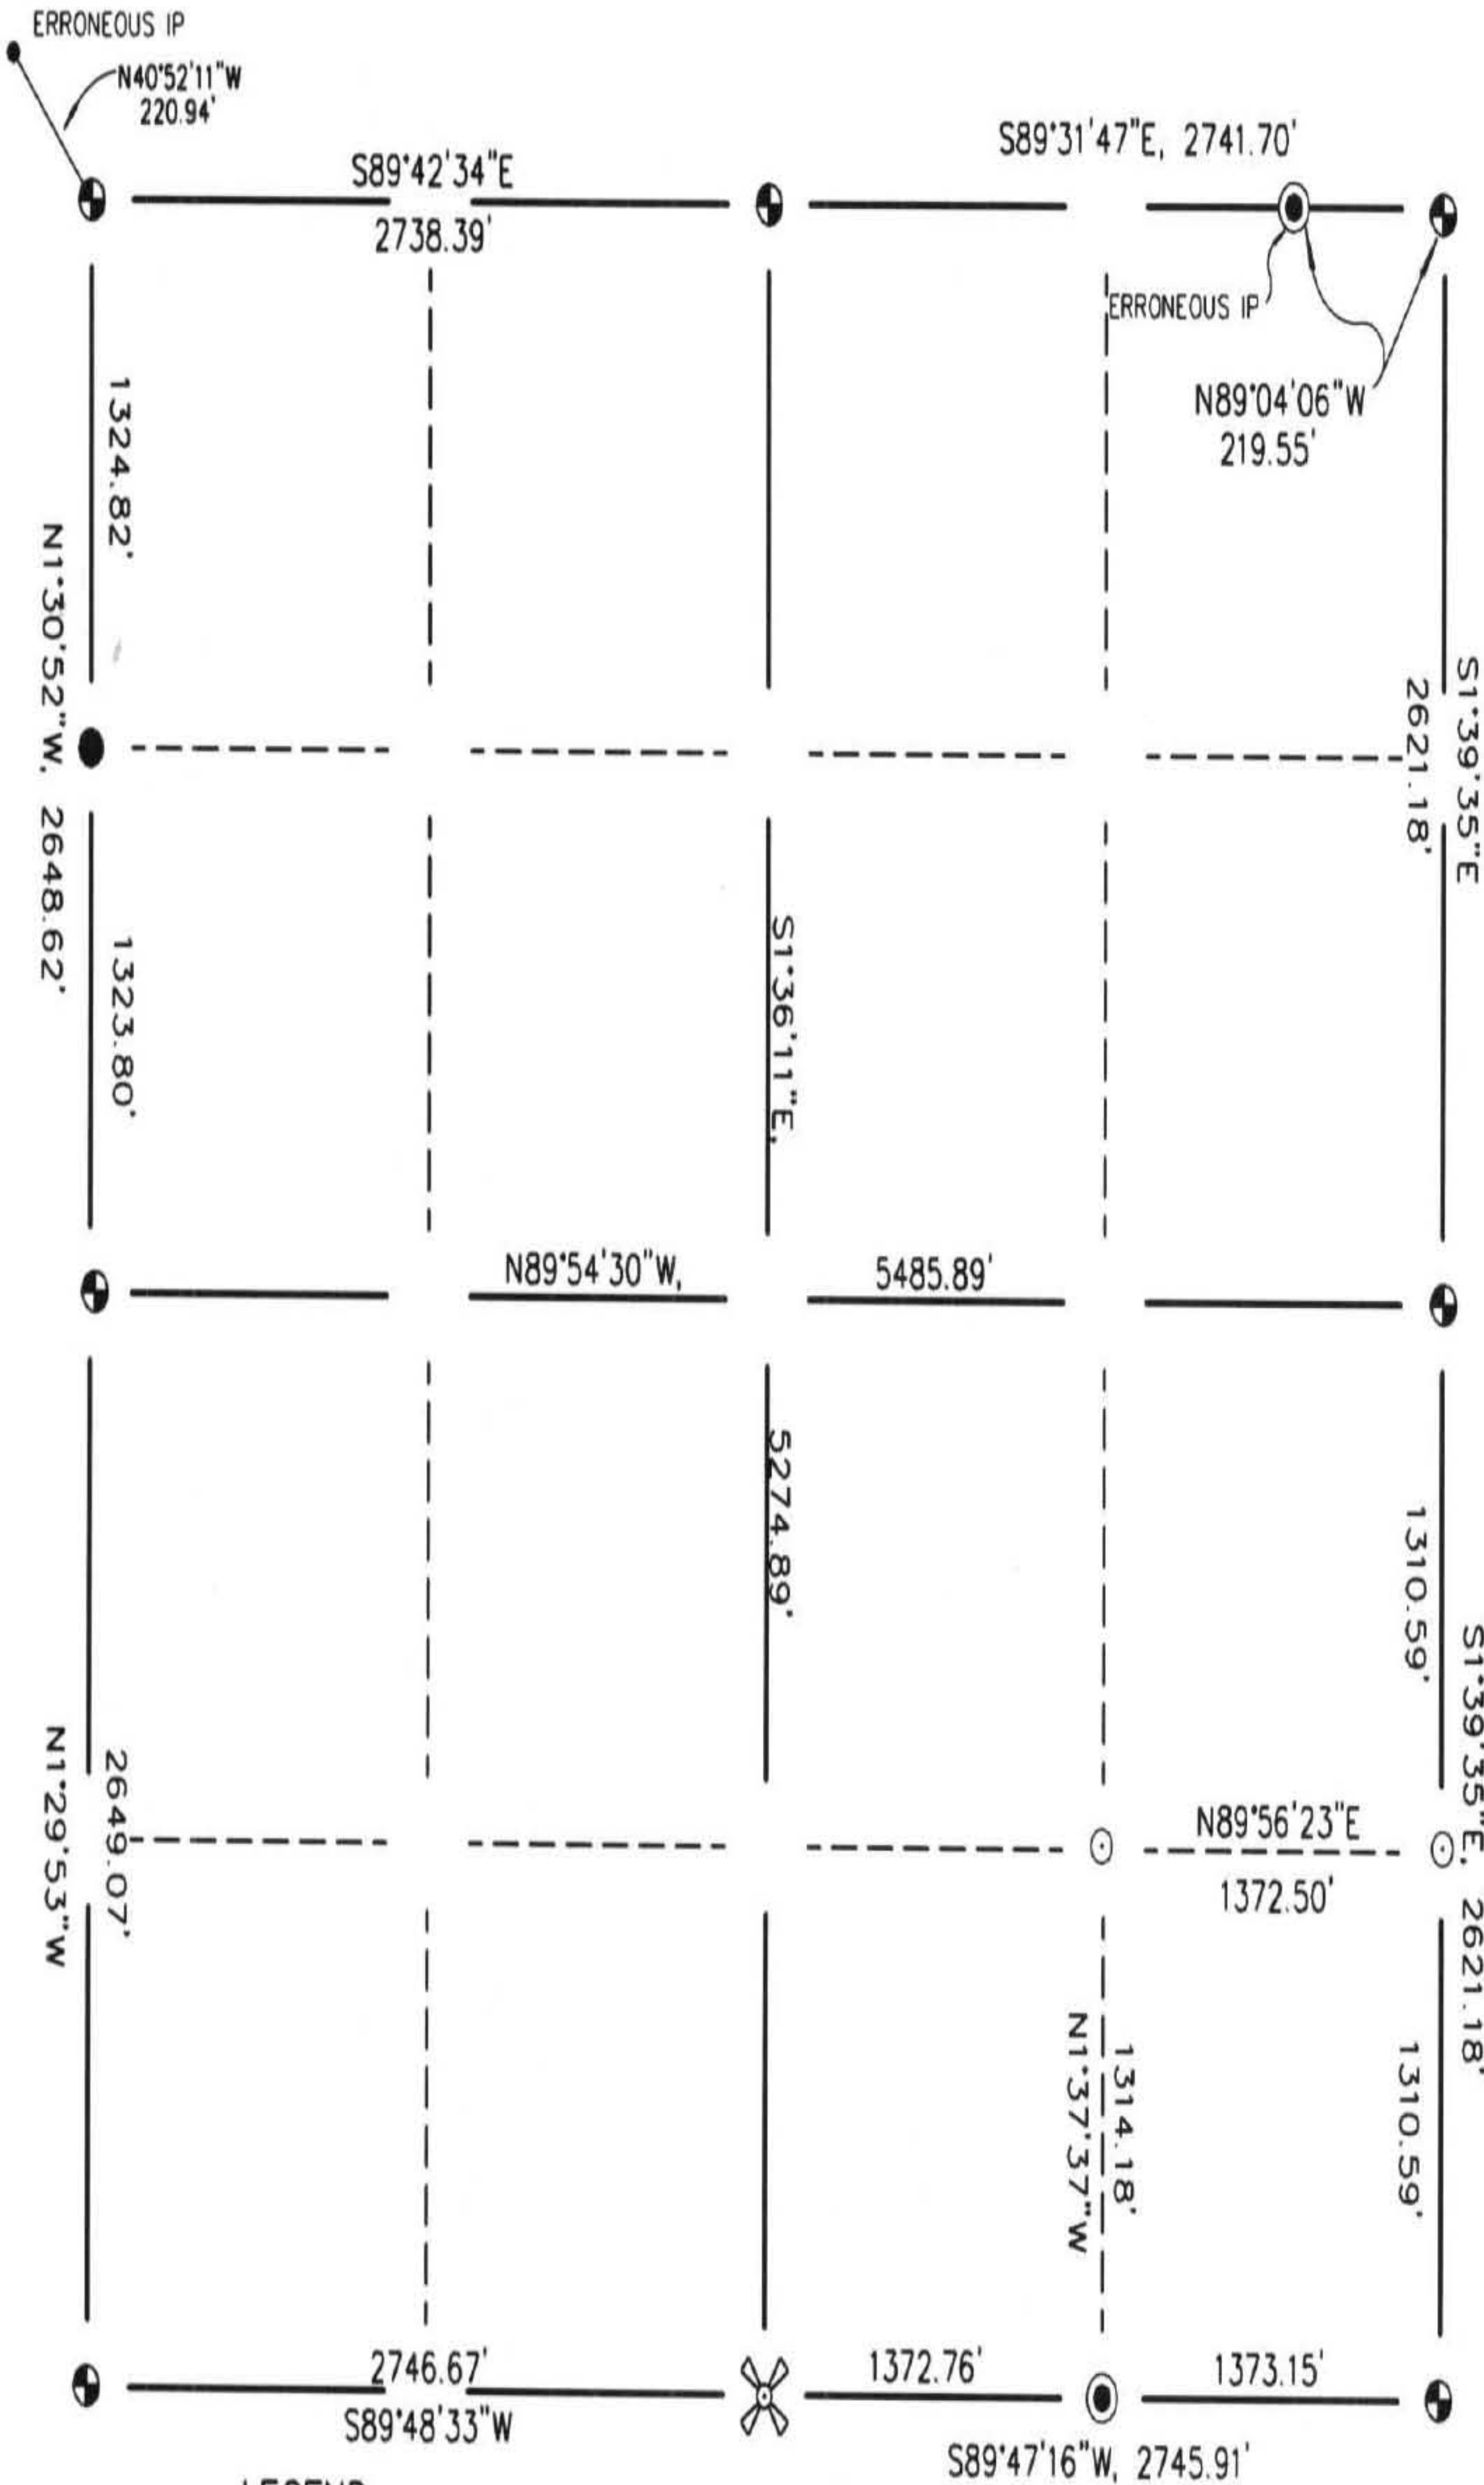 ERRONEOUS IP
N40°52'11"W
220.94'
S89°42'34"E
2738.39'
S89°31'47"E, 2741.70'
ERRONEOUS IP
N89°04'06"W
219.55'
1324.82'
N1°30'52"W, 2648.62'
1323.80'
S1°39'35"E
2621.18'
S1°36'11"E,
5274.89'
N89°54'30"W,
5485.89'
1310.59'
S1°39'35"E, 2621.18'
1310.59'
2649.07'
N1°29'53"W
N89°56'23"E
1372.50'
1314.18'
N1°37'37"W
2746.67'
S89°48'33"W
1372.76'
1373.15'
S89°47'16"W, 2745.91'
LEGEND